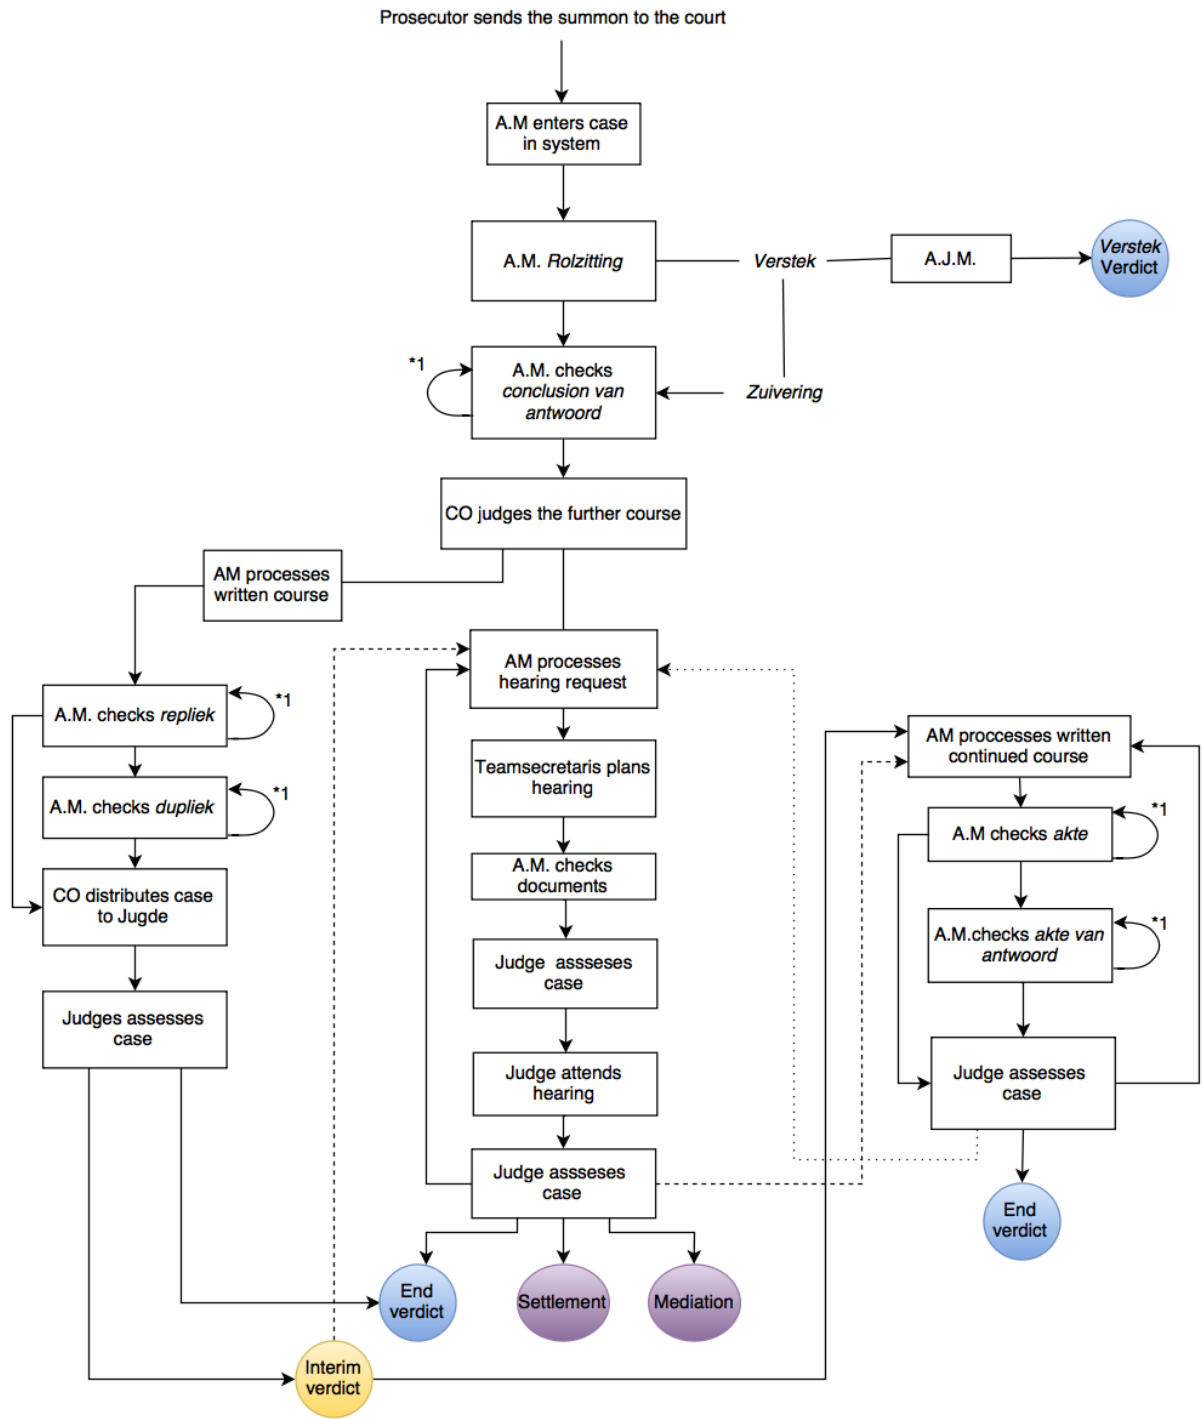 Prosecutor sends the summon to the court
A.M enters case
in system
A.M. Rolzitting
Verstek
A.J.M.
Verstek
Verdict
*1
A.M. checks
conclusion van
antwoord
Zuivering
CO judges the further course
AM processes
written course
AM processes
hearing request
A.M. checks repliek
*1
AM proccesses written
continued course
Teamsecretaris plans
hearing
A.M. checks dupliek
*1
A.M checks akte
*1
A.M. checks
documents
CO distributes case
to Jugde
A.M.checks akte van
antwoord
*1
Judge assseses
case
Judges assesses
case
Judge attends
hearing
Judge assesses
case
Judge assseses
case
End
verdict
End
verdict
Settlement
Mediation
Interim
verdict